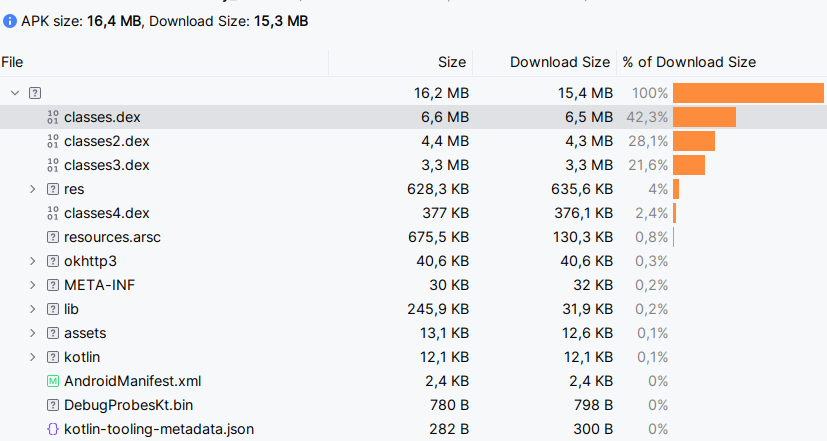 APK size: 16,4 MB, Download Size: 15,3 MB
File Size Download Size % of Download Size
16,2 MB 15,4 MB 100%
classes.dex 6,6 MB 6,5 MB 42,3%
classes2.dex 4,4 MB 4,3 MB 28,1%
classes3.dex 3,3 MB 3,3 MB 21,6%
res 628,3 KB 635,6 KB 4%
classes4.dex 377 KB 376,1 KB 2,4%
resources.arsc 675,5 KB 130,3 KB 0,8%
okhttp3 40,6 KB 40,6 KB 0,3%
META-INF 30 KB 32 KB 0,2%
lib 245,9 KB 31,9 KB 0,2%
assets 13,1 KB 12,6 KB 0,1%
kotlin 12,1 KB 12,1 KB 0,1%
AndroidManifest.xml 2,4 KB 2,4 KB 0%
DebugProbesKt.bin 780 B 798 B 0%
kotlin-tooling-metadata.json 282 B 300 B 0%